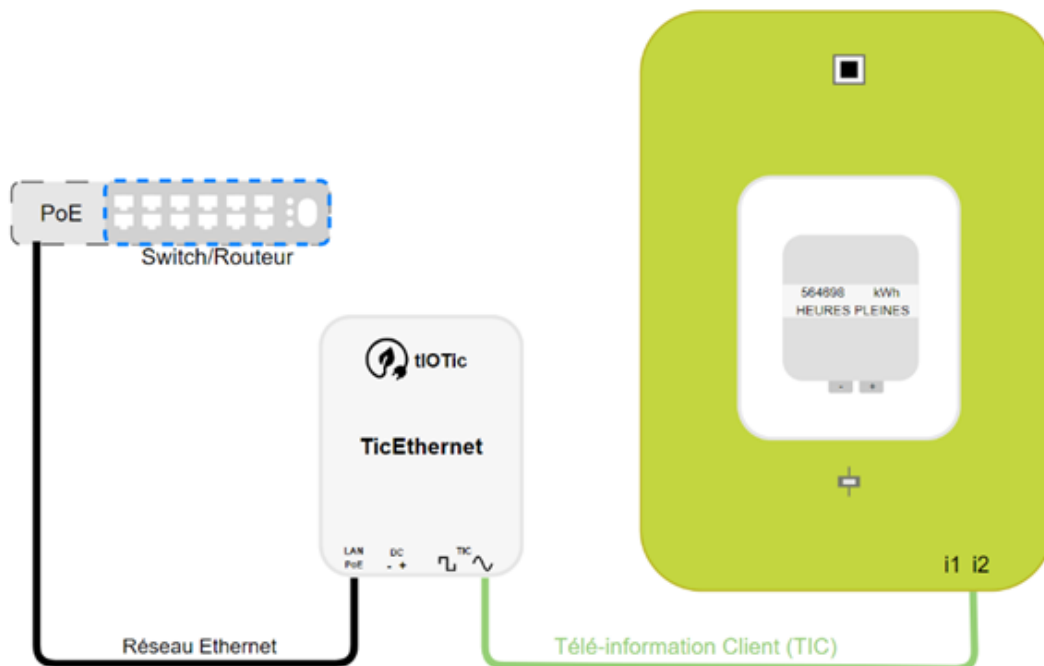 PoE
Switch/Routeur
564698 kWh
HEURES PLEINES
- +
tIOTic
TicEthernet
LAN DC TIC
PoE - +
i1 i2
Réseau Ethernet
Télé-information Client (TIC)